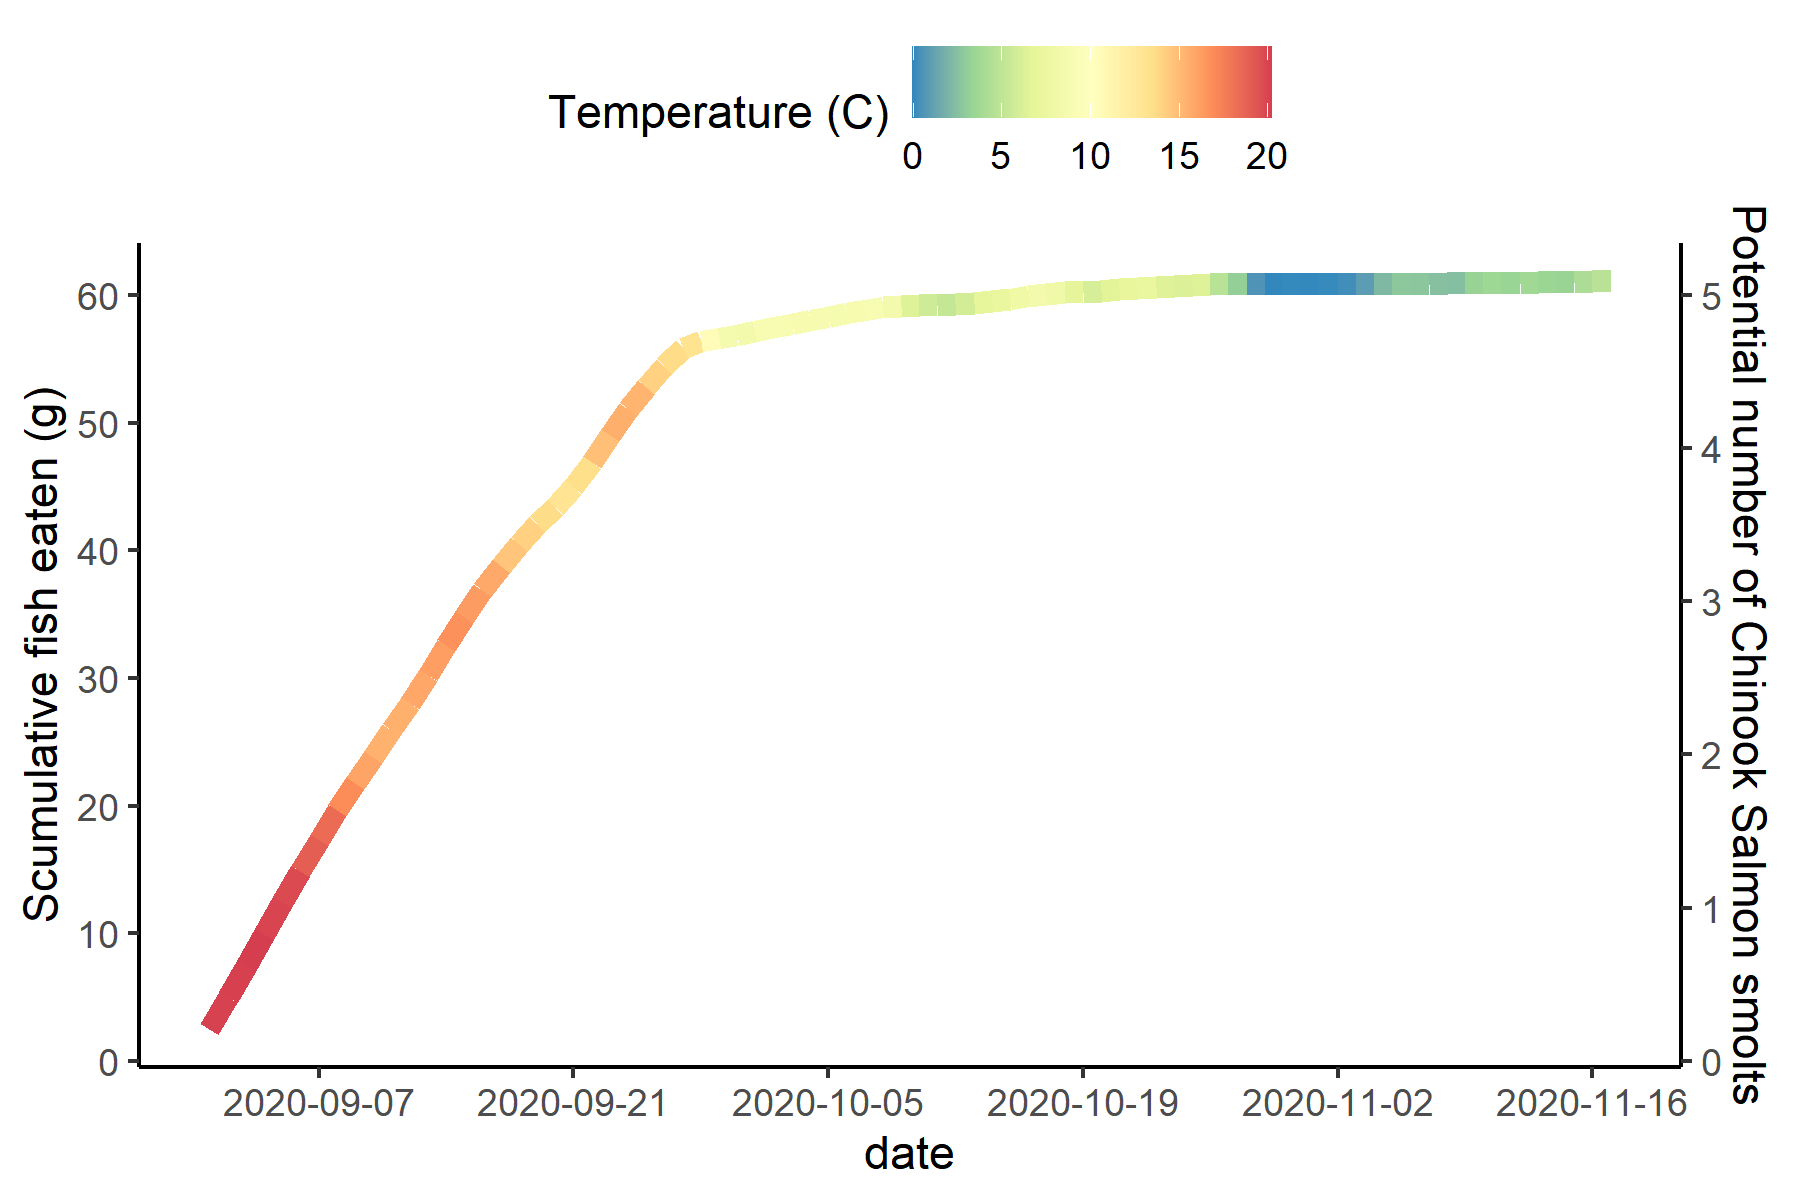 Temperature (C)
0 5 10 15 20
Scumulative fish eaten (g)
60
50
40
30
20
10
0
5
4
3
2
1
0
Potential number of Chinook Salmon smolts
2020-09-07 2020-09-21 2020-10-05 2020-10-19 2020-11-02 2020-11-16
date